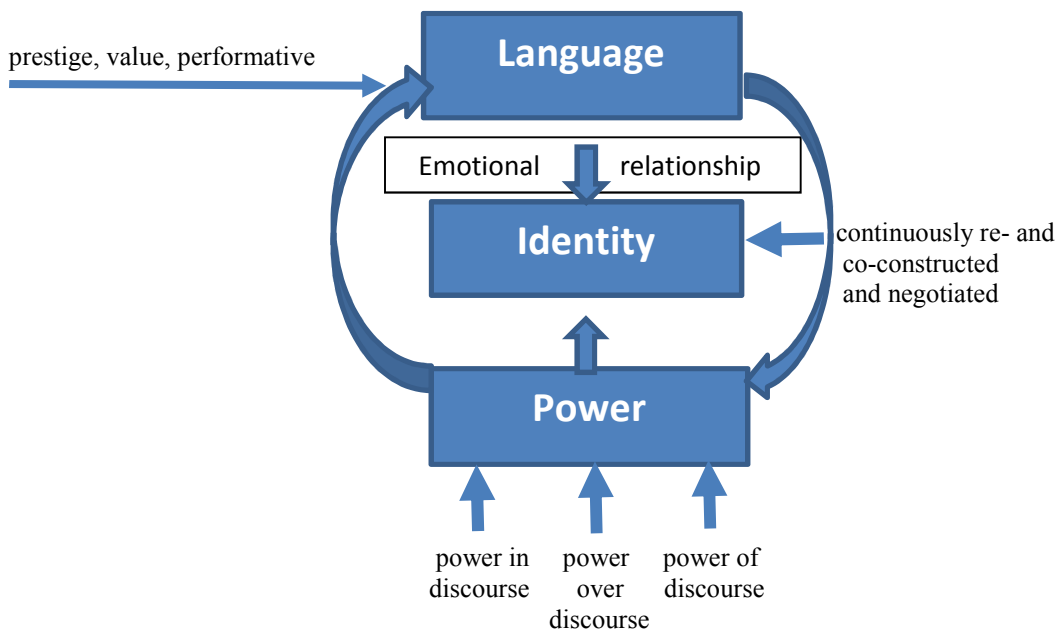 Language
prestige, value, performative
Emotional relationship
Identity
continuously re- and
co-constructed
and negotiated
Power
power in
discourse
power
over
discourse
power of
discourse